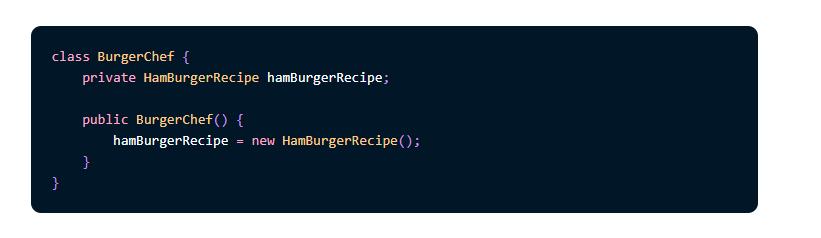 class BurgerChef {
    private HamBurgerRecipe hamBurgerRecipe;

    public BurgerChef() {
        hamBurgerRecipe = new HamBurgerRecipe();
    }
}